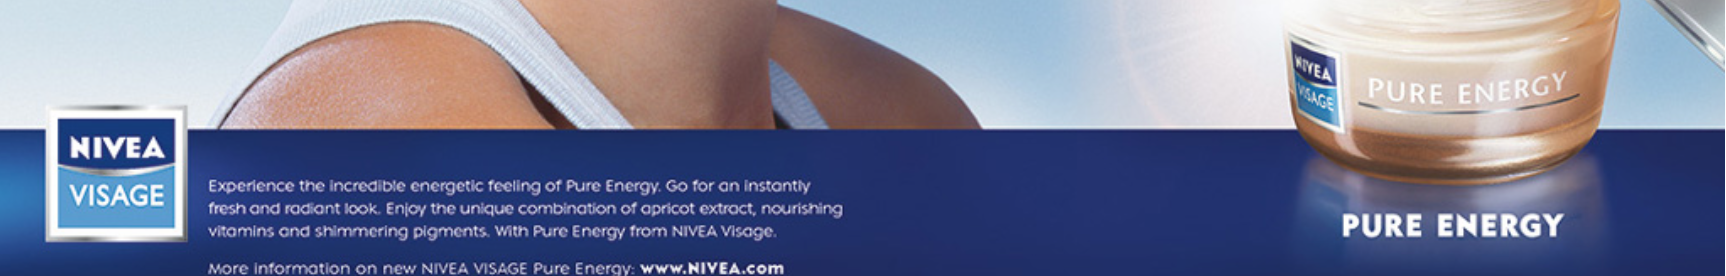 NIVEA
VISAGE
PURE ENERGY
NIVEA
VISAGE
Experience the incredible energetic feeling of Pure Energy. Go for an instantly
fresh and radiant look. Enjoy the unique combination of apricot extract, nourishing
vitamins and shimmering pigments. With Pure Energy from NIVEA Visage.
More information on new NIVEA VISAGE Pure Energy: www.NIVEA.com
PURE ENERGY